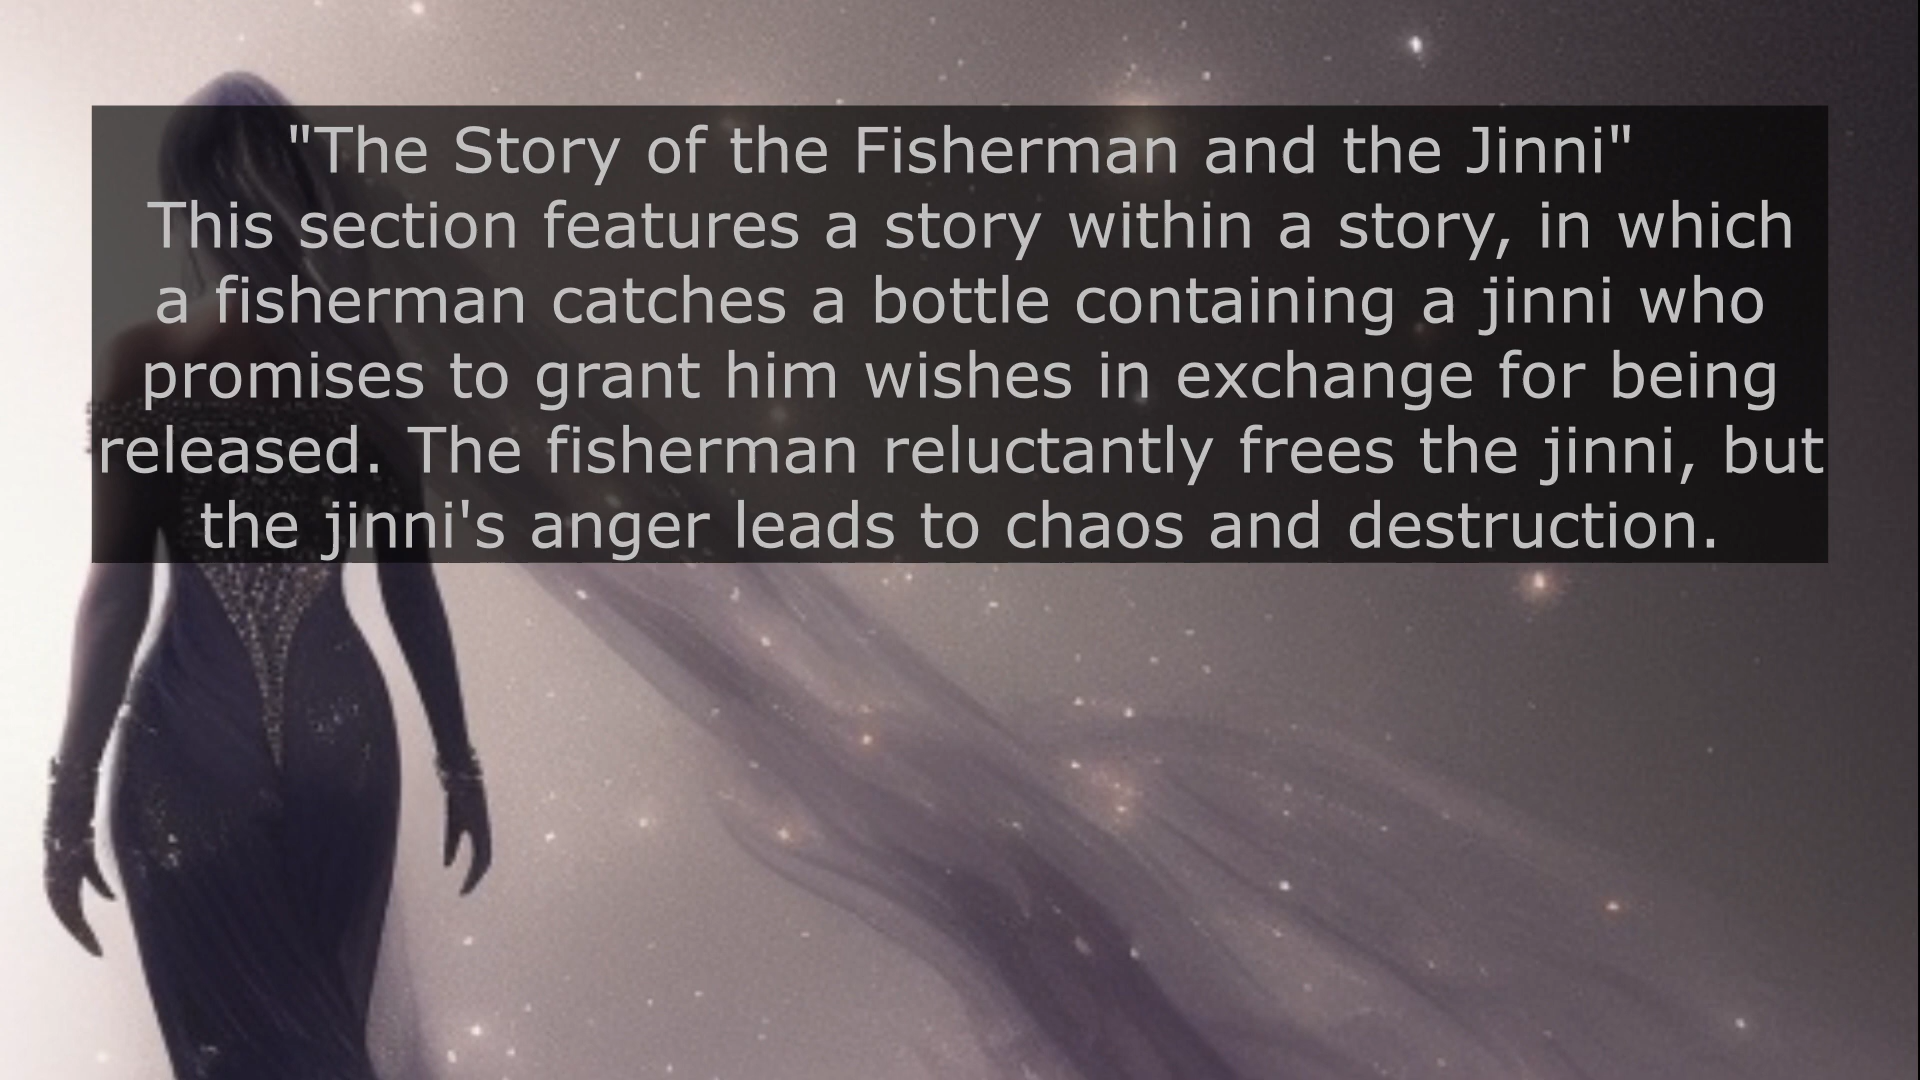 "The Story of the Fisherman and the Jinni"
This section features a story within a story, in which
a fisherman catches a bottle containing a jinni who
promises to grant him wishes in exchange for being
released. The fisherman reluctantly frees the jinni, but
the jinni's anger leads to chaos and destruction.